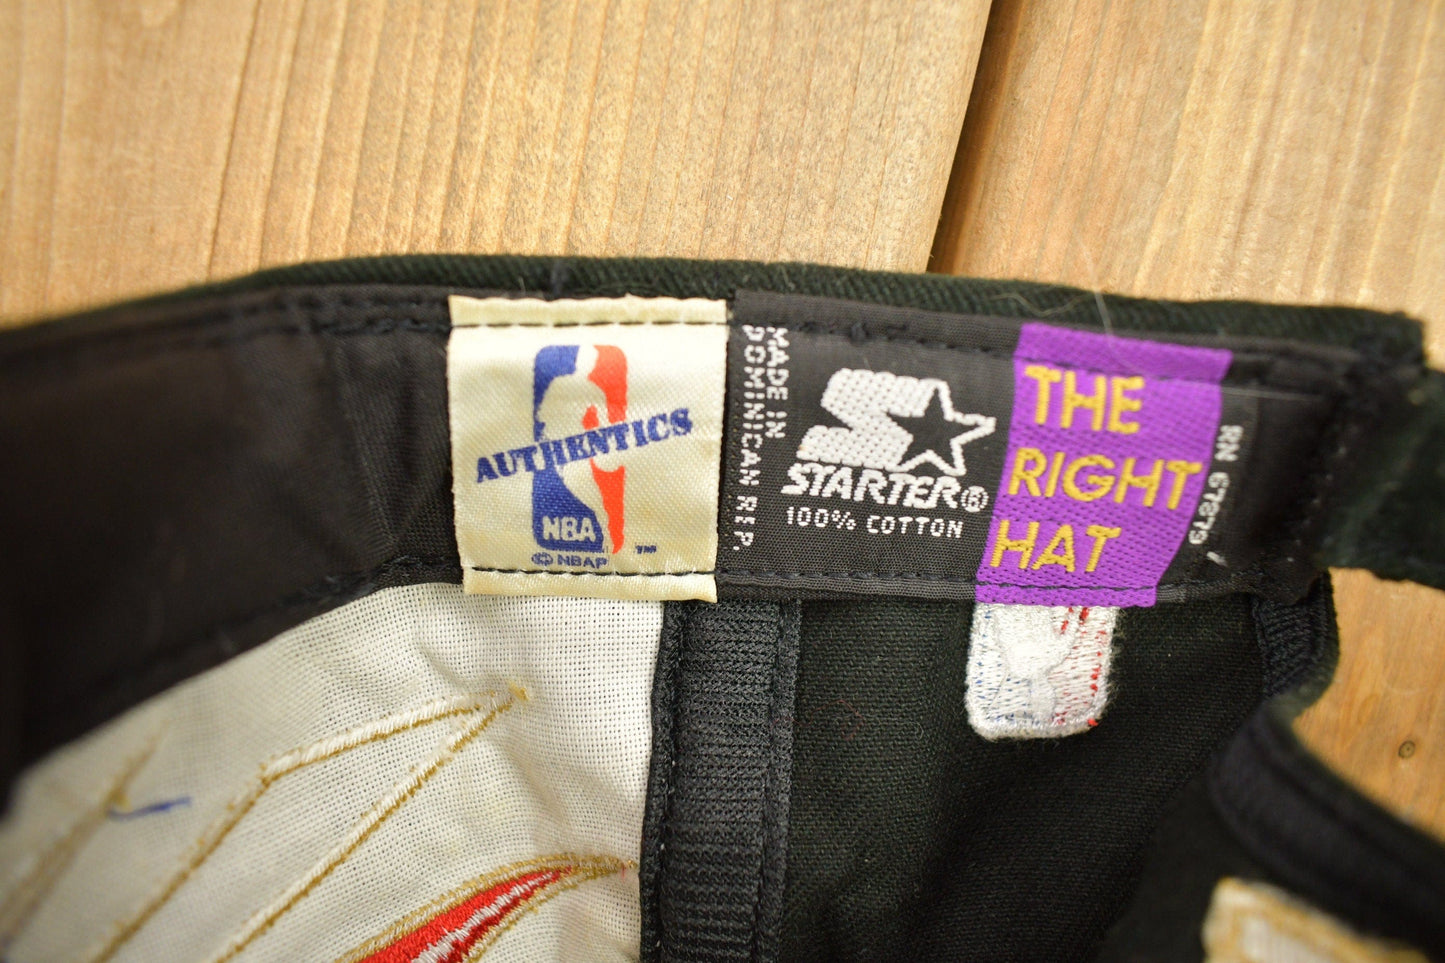 AUTHENTICS
NBA
™
© NBAP
MADE IN
DOMINICAN REP.
STARTER®
100% COTTON
THE
RIGHT
HAT
RN 67879